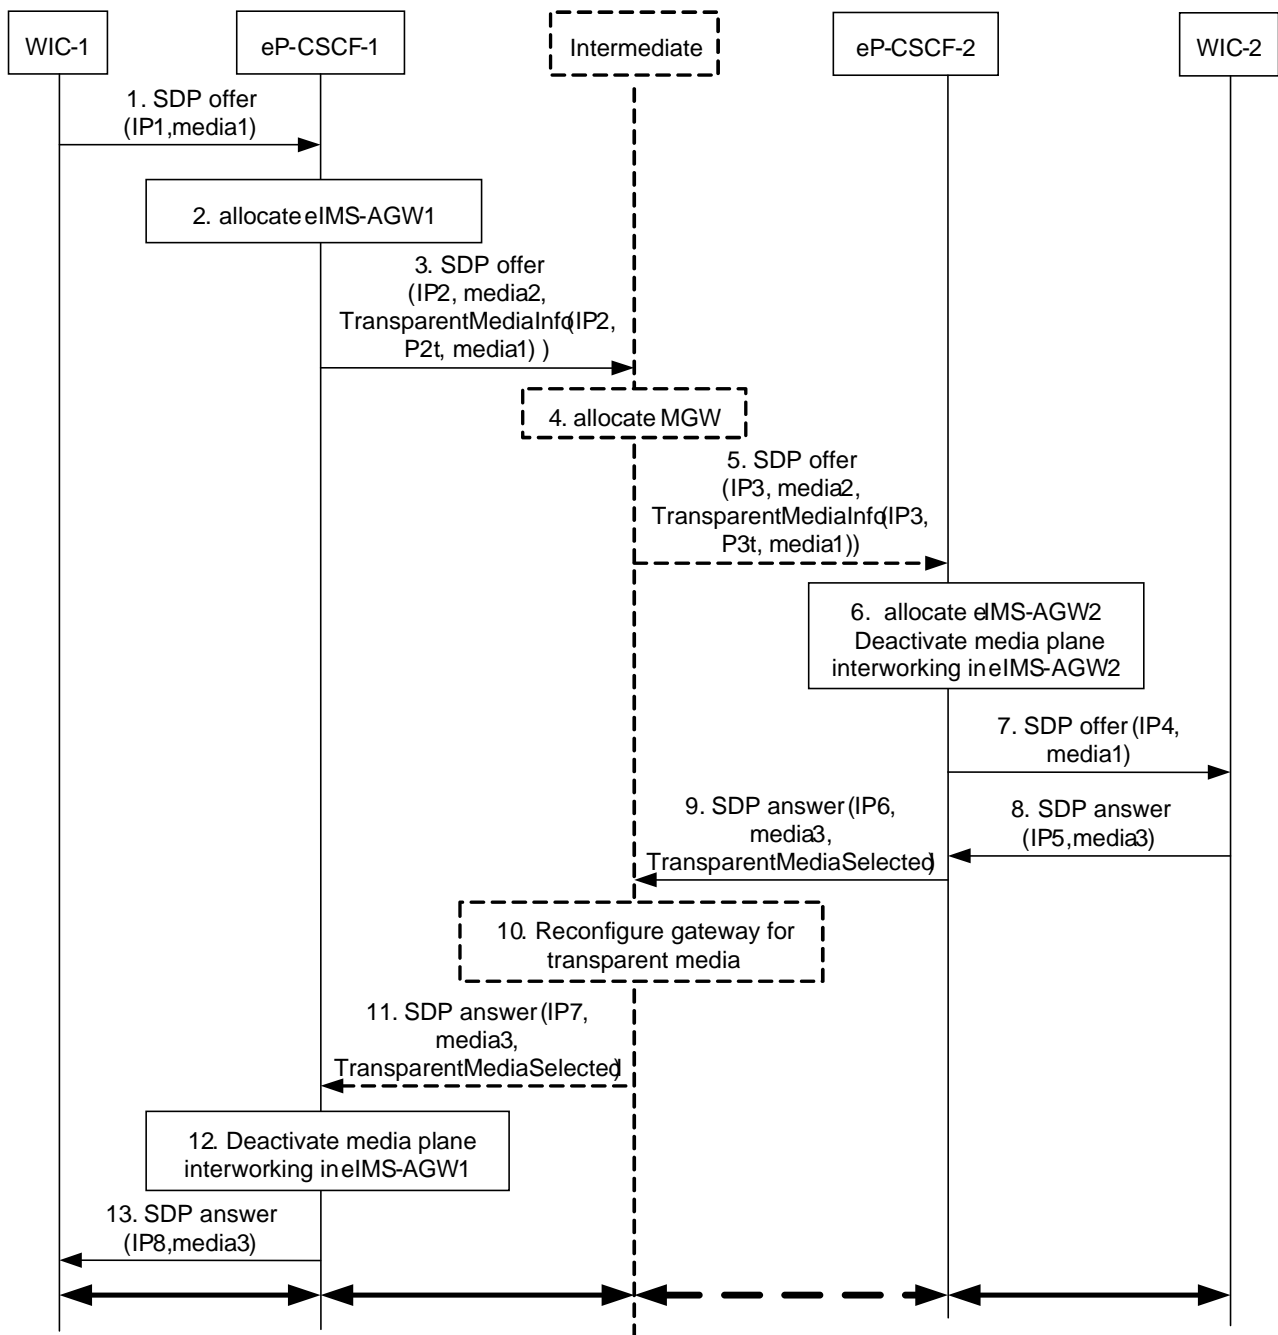 WIC-1
eP-CSCF-1
Intermediate
eP-CSCF-2
WIC-2
1. SDP offer
(IP1,media1)
2. allocate eIMS-AGW1
3. SDP offer
(IP2, media2,
TransparentMediaInfo(IP2,
P2t, media1) )
4. allocate MGW
5. SDP offer
(IP3, media2,
TransparentMediaInfo(IP3,
P3t, media1))
6. allocate eIMS-AGW2
Deactivate media plane
interworking in eIMS-AGW2
7. SDP offer (IP4,
media1)
8. SDP answer
(IP5,media3)
9. SDP answer (IP6,
media3,
TransparentMediaSelected)
10. Reconfigure gateway for
transparent media
11. SDP answer (IP7,
media3,
TransparentMediaSelected)
12. Deactivate media plane
interworking in eIMS-AGW1
13. SDP answer
(IP8,media3)